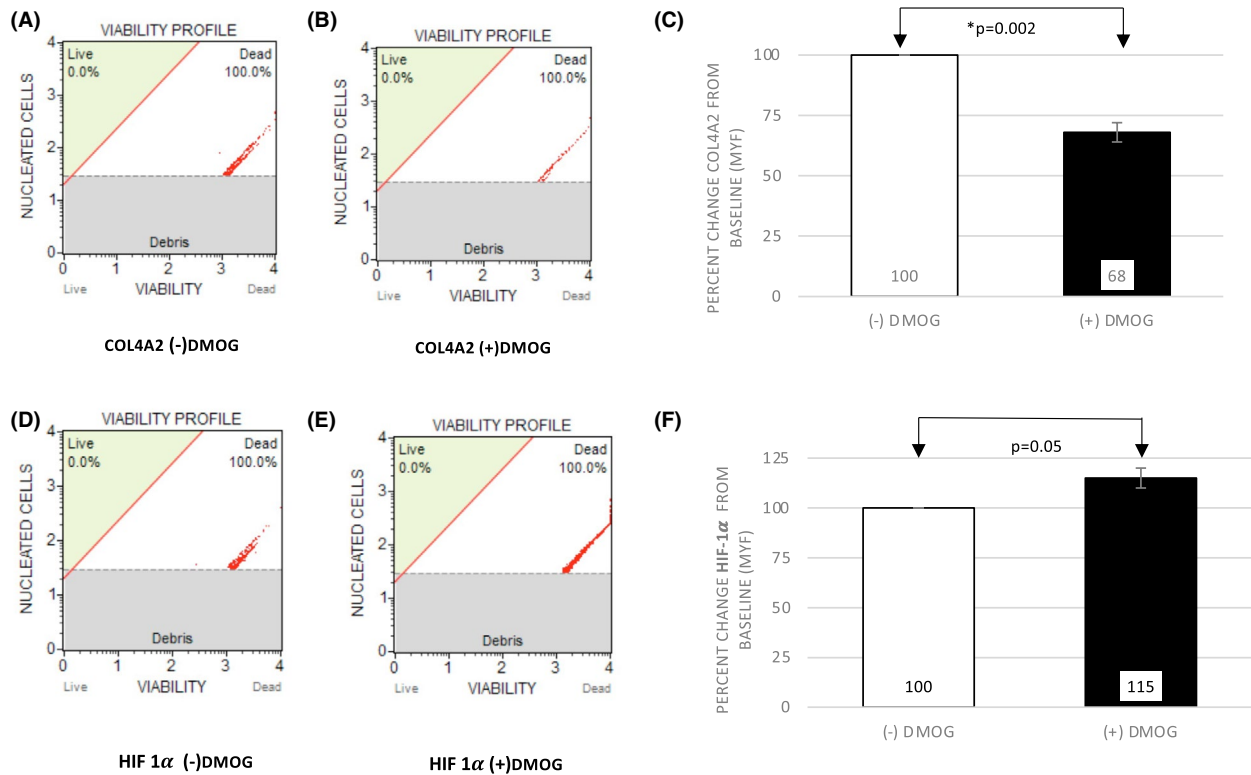 (A)
VIABILITY PROFILE
Live
0.0%
Dead
100.0%
NUCLEATED CELLS
4
3
2
1
0
Debris
0 1 2 3 4
Live VIABILITY Dead
COL4A2 (-)DMOG
(B)
VIABILITY PROFILE
Live
0.0%
Dead
100.0%
NUCLEATED CELLS
4
3
2
1
0
Debris
0 1 2 3 4
Live VIABILITY Dead
COL4A2 (+)DMOG
(C)
*p=0.002
PERCENT CHANGE COL4A2 FROM
BASELINE (MYF)
100
75
50
25
0
100
68
(-) DMOG (+) DMOG
(D)
VIABILITY PROFILE
Live
0.0%
Dead
100.0%
NUCLEATED CELLS
4
3
2
1
0
Debris
0 1 2 3 4
Live VIABILITY Dead
HIF 1α (-)DMOG
(E)
VIABILITY PROFILE
Live
0.0%
Dead
100.0%
NUCLEATED CELLS
4
3
2
1
0
Debris
0 1 2 3 4
Live VIABILITY Dead
HIF 1α (+)DMOG
(F)
p=0.05
PERCENT CHANGE HIF-1α FROM
BASELINE (MYF)
125
100
75
50
25
0
100
115
(-) DMOG (+) DMOG